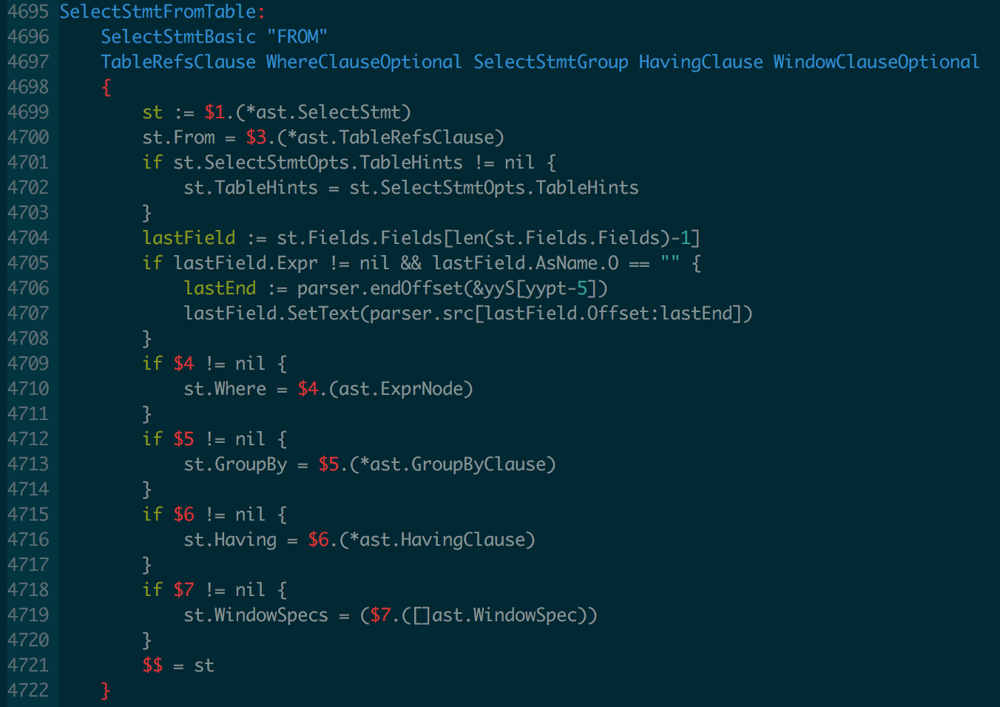 4695 SelectStmtFromTable:
4696     SelectStmtBasic "FROM"
4697     TableRefsClause WhereClauseOptional SelectStmtGroup HavingClause WindowClauseOptional
4698     {
4699         st := $1.(*ast.SelectStmt)
4700         st.From = $3.(*ast.TableRefsClause)
4701         if st.SelectStmtOpts.TableHints != nil {
4702             st.TableHints = st.SelectStmtOpts.TableHints
4703         }
4704         lastField := st.Fields.Fields[len(st.Fields.Fields)-1]
4705         if lastField.Expr != nil && lastField.AsName.O == "" {
4706             lastEnd := parser.endOffset(&yyS[yypt-5])
4707             lastField.SetText(parser.src[lastField.Offset:lastEnd])
4708         }
4709         if $4 != nil {
4710             st.Where = $4.(ast.ExprNode)
4711         }
4712         if $5 != nil {
4713             st.GroupBy = $5.(*ast.GroupByClause)
4714         }
4715         if $6 != nil {
4716             st.Having = $6.(*ast.HavingClause)
4717         }
4718         if $7 != nil {
4719             st.WindowSpecs = ($7.([]ast.WindowSpec))
4720         }
4721         $$ = st
4722     }